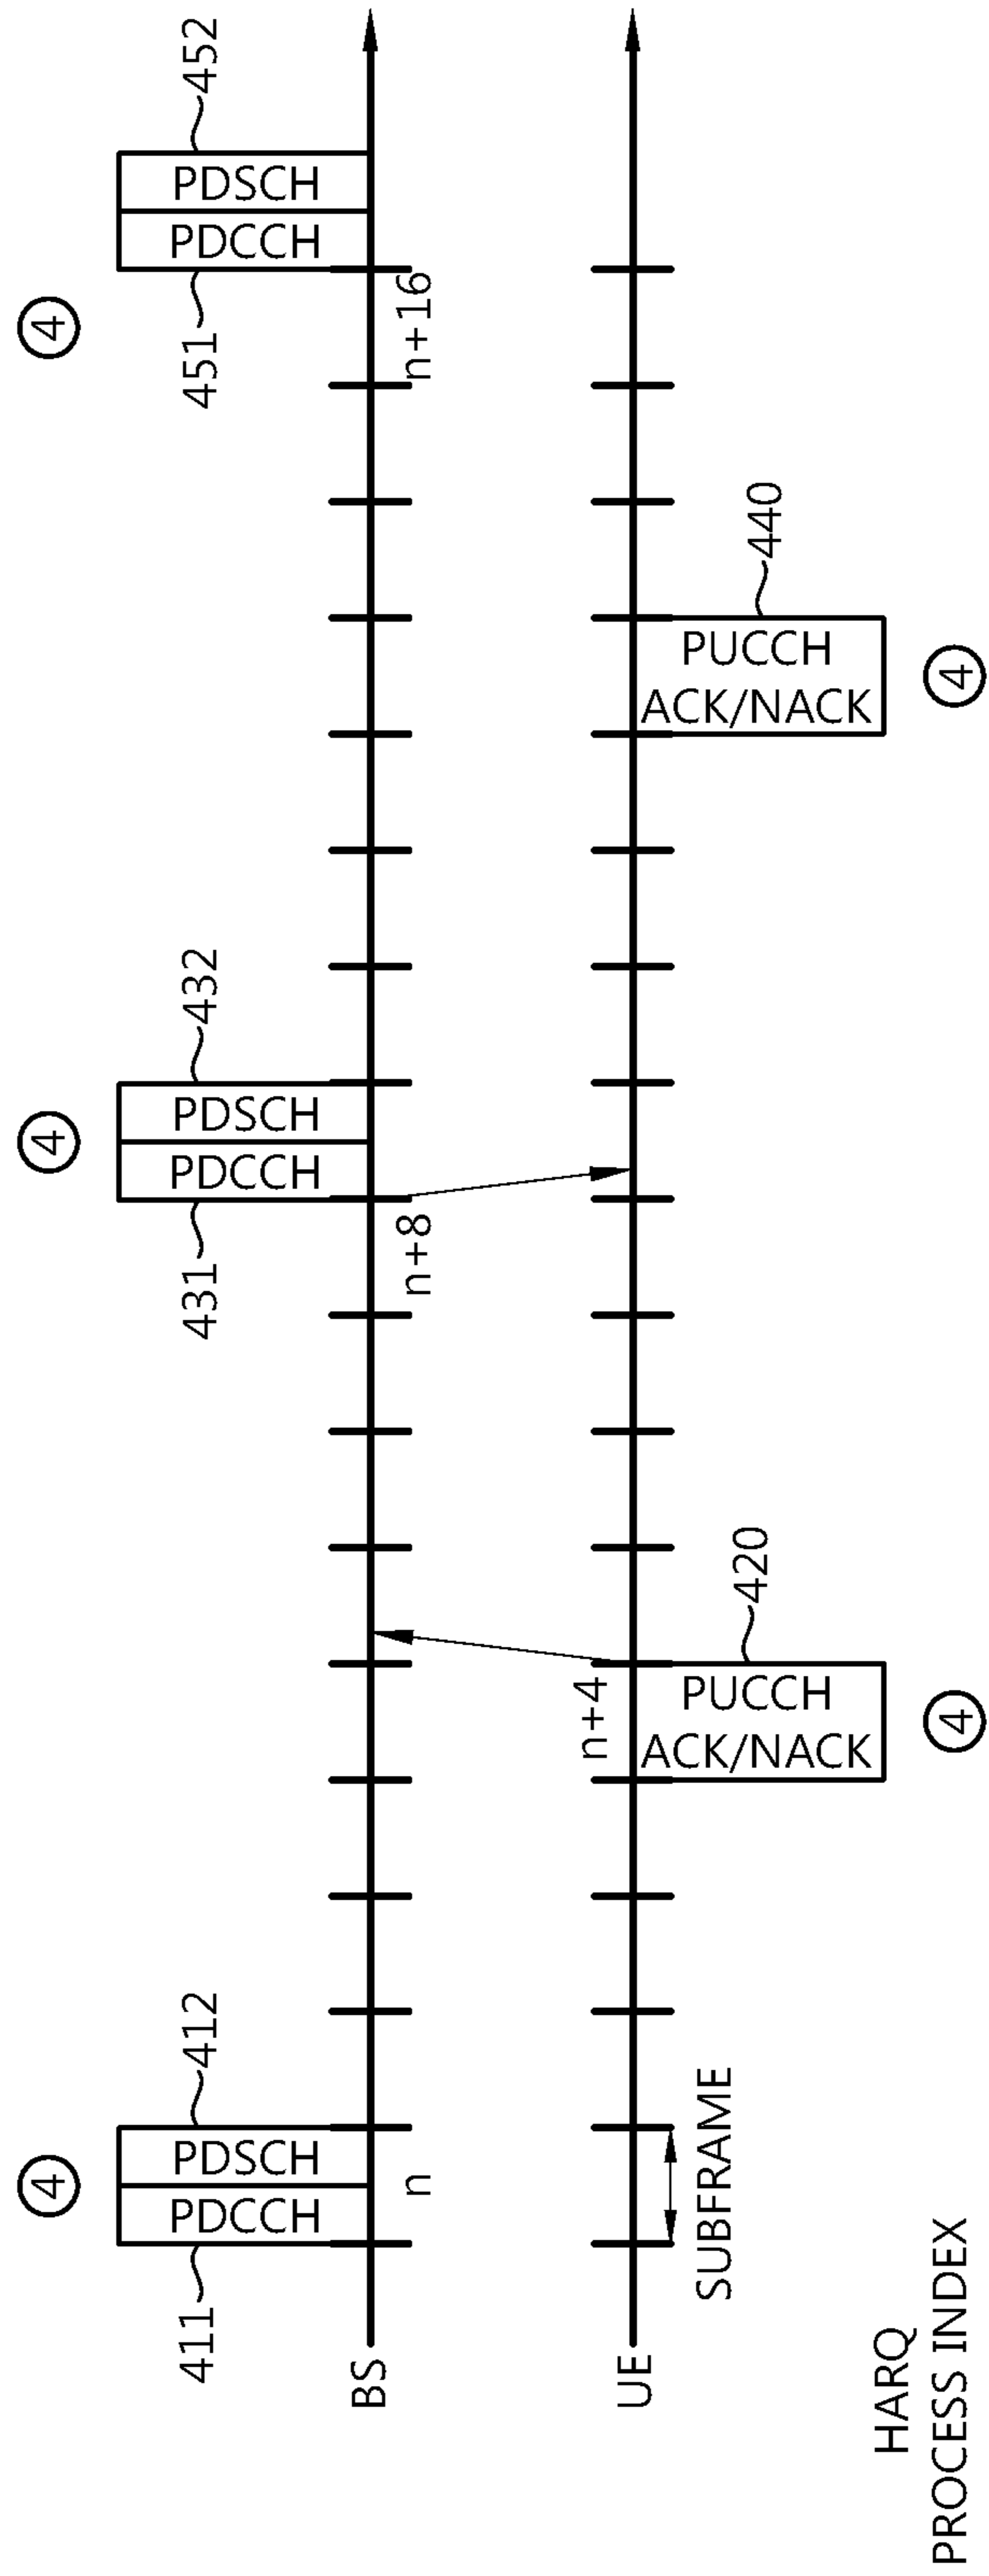 ④
④
④
411
PDCCH
PDSCH
412
431
PDCCH
PDSCH
432
451
PDCCH
PDSCH
452
BS
n
n+8
n+16
n+4
UE
SUBFRAME
PUCCH
ACK/NACK
420
PUCCH
ACK/NACK
440
HARQ
PROCESS INDEX
④
④